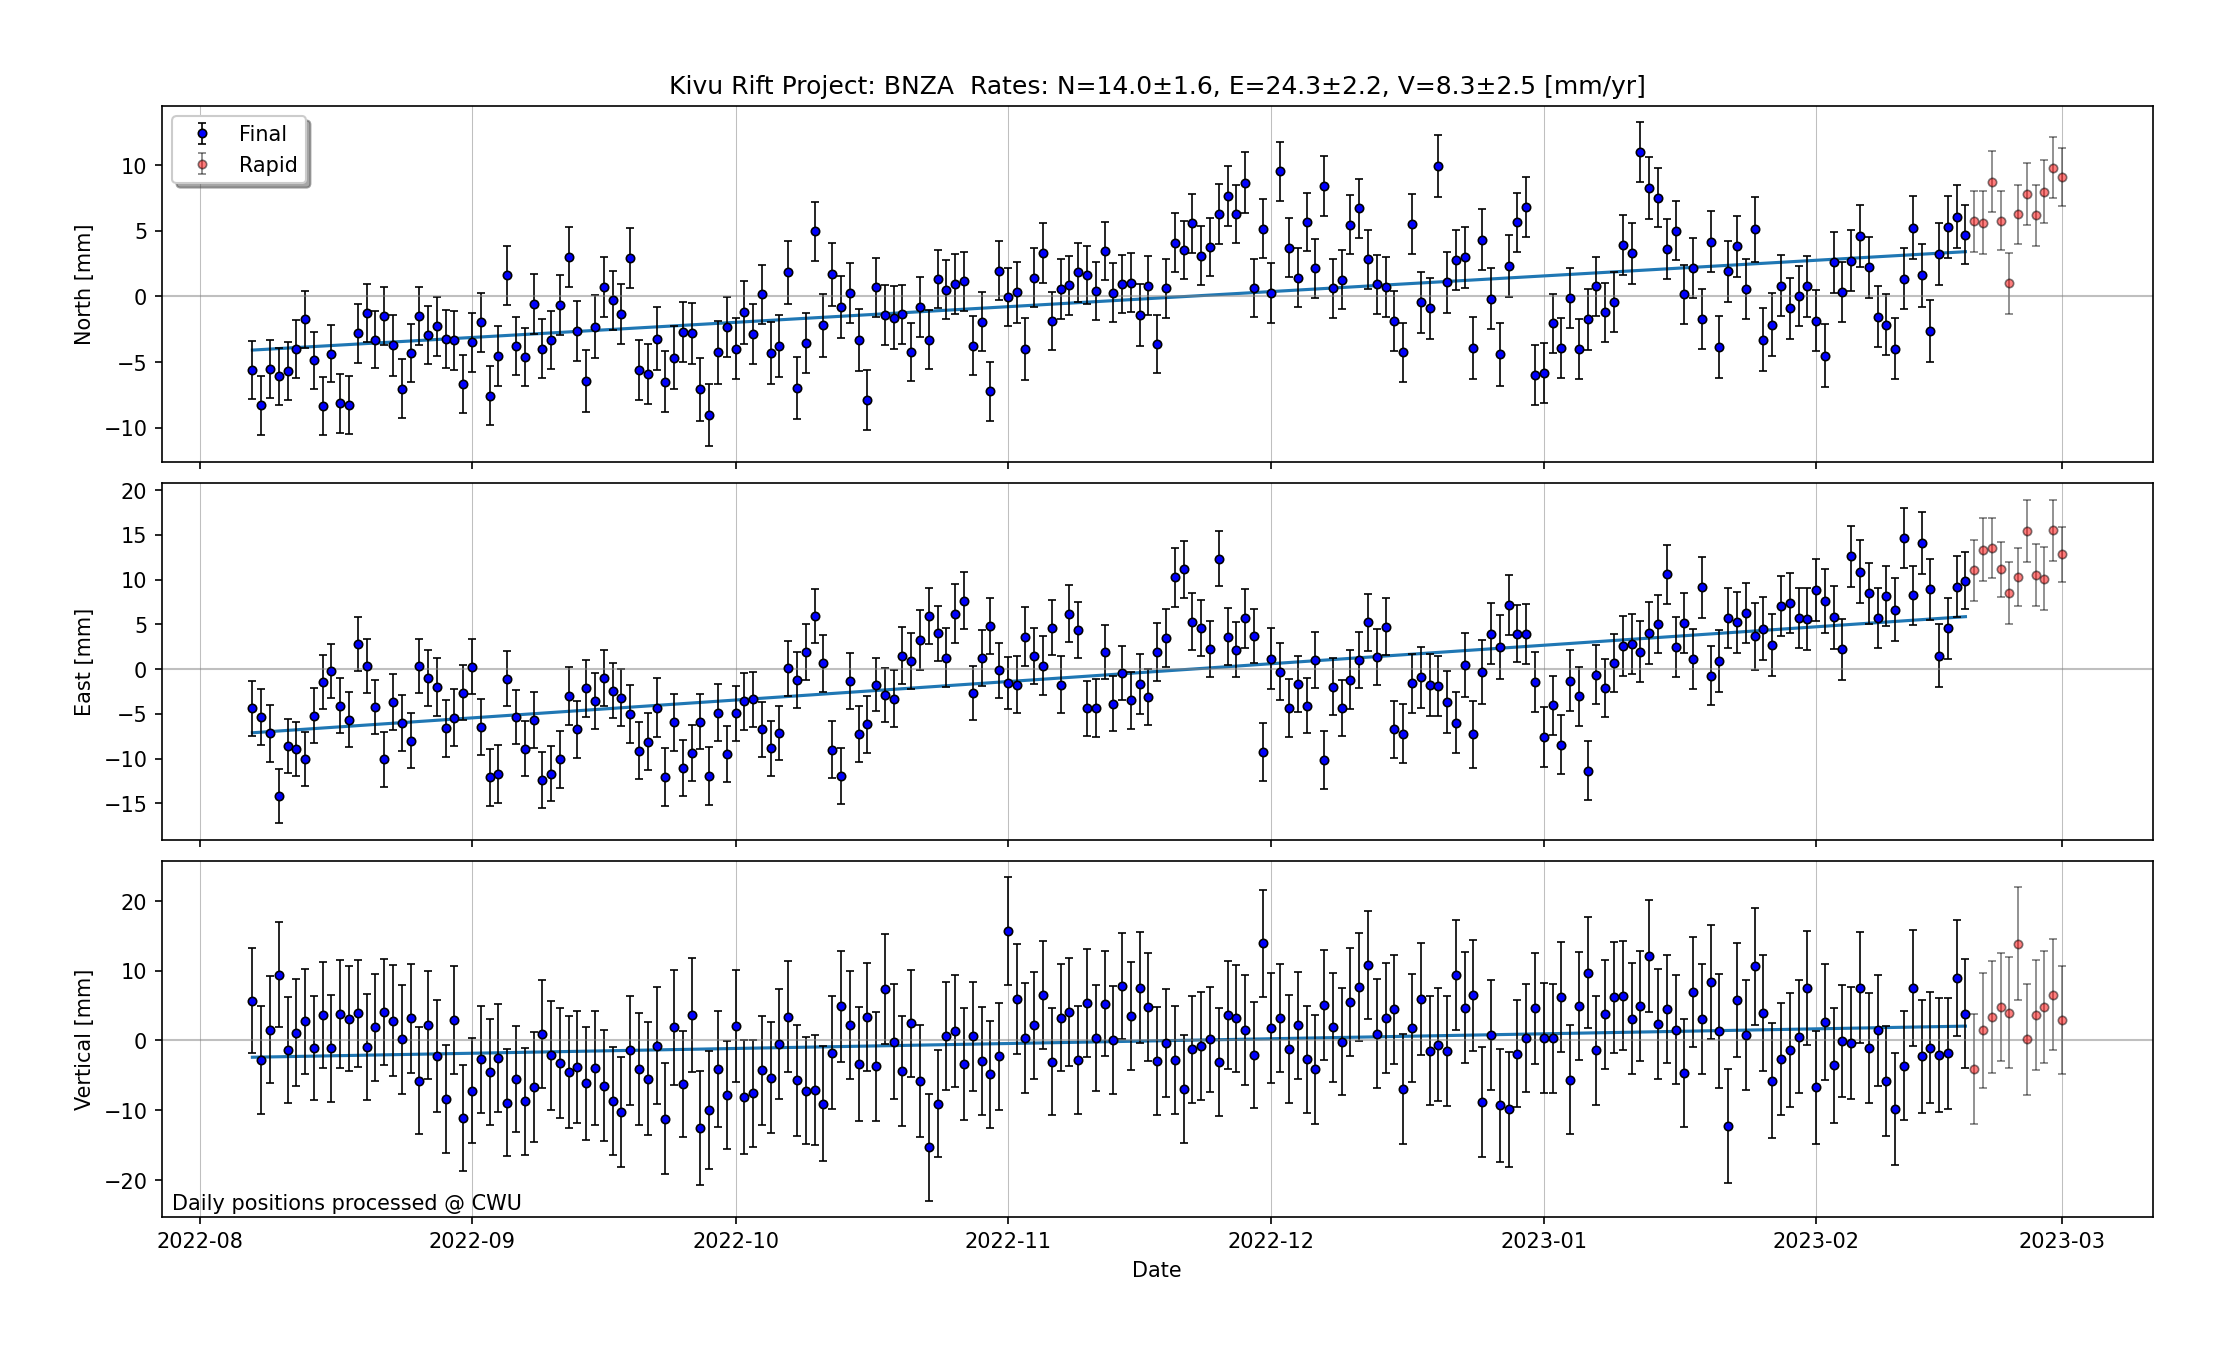 Kivu Rift Project: BNZA  Rates: N=14.0±1.6, E=24.3±2.2, V=8.3±2.5 [mm/yr]
Final
Rapid
North [mm]
10
5
0
−5
−10
East [mm]
20
15
10
5
0
−5
−10
−15
Vertical [mm]
20
10
0
−10
−20
Daily positions processed @ CWU
2022-08 2022-09 2022-10 2022-11 2022-12 2023-01 2023-02 2023-03
Date